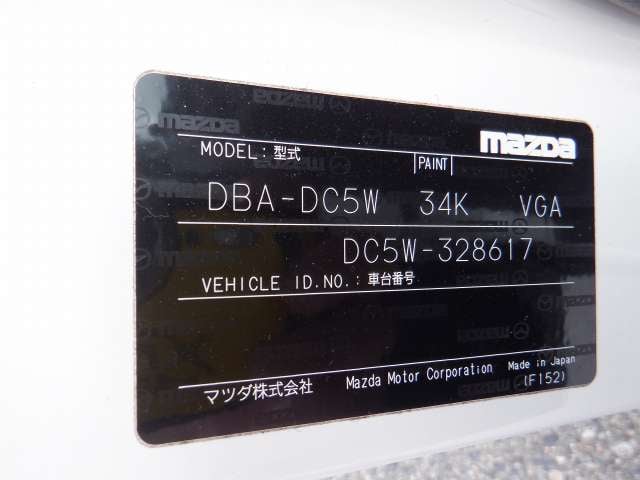 mazda
MODEL:型式 PAINT
DBA-DC5W 34K VGA
DC5W-328617
VEHICLE ID.NO.:車台番号
マツダ株式会社 Mazda Motor Corporation Made in Japan
(F152)